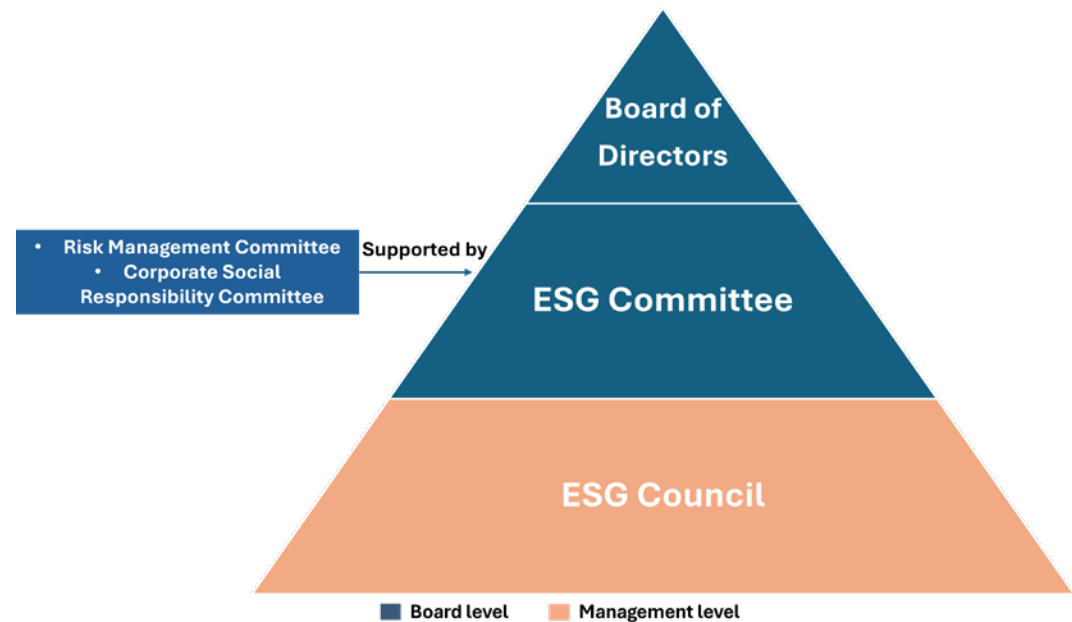 Board of
Directors
• Risk Management Committee
• Corporate Social
Responsibility Committee
Supported by
ESG Committee
ESG Council
Board level
Management level